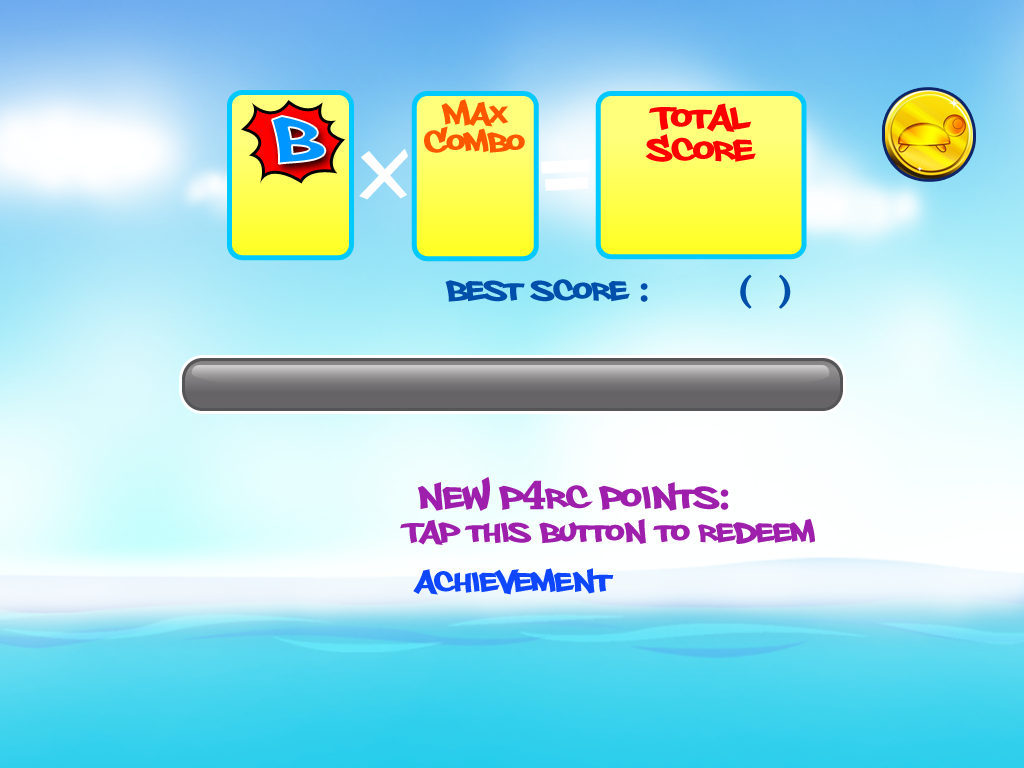 B
×
MAX
COMBO
=
TOTAL
SCORE
BEST SCORE : ( )
NEW P4RC POINTS:
TAP THIS BUTTON TO REDEEM
ACHIEVEMENT